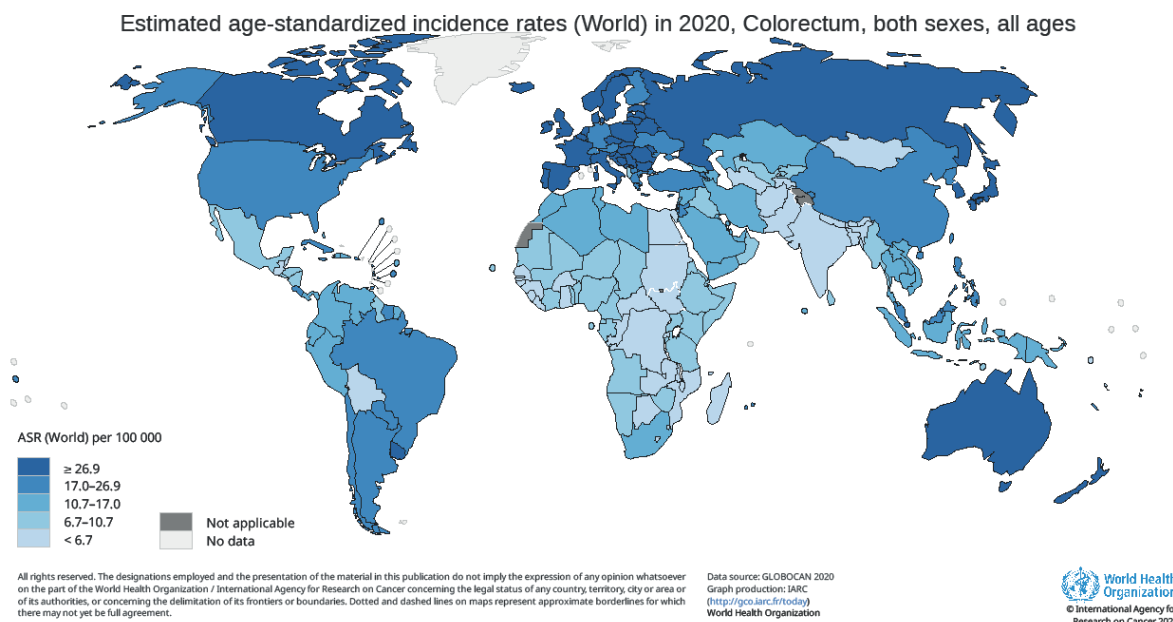 Estimated age-standardized incidence rates (World) in 2020, Colorectum, both sexes, all ages
ASR (World) per 100 000
≥ 26.9
17.0–26.9
10.7–17.0
6.7–10.7
< 6.7
Not applicable
No data
All rights reserved. The designations employed and the presentation of the material in this publication do not imply the expression of any opinion whatsoever
on the part of the World Health Organization / International Agency for Research on Cancer concerning the legal status of any country, territory, city or area or
of its authorities, or concerning the delimitation of its frontiers or boundaries. Dotted and dashed lines on maps represent approximate borderlines for which
there may not yet be full agreement.
Data source: GLOBOCAN 2020
Graph production: IARC
(http://gco.iarc.fr/today)
World Health Organization
World Health
Organization
© International Agency for
Research on Cancer 202